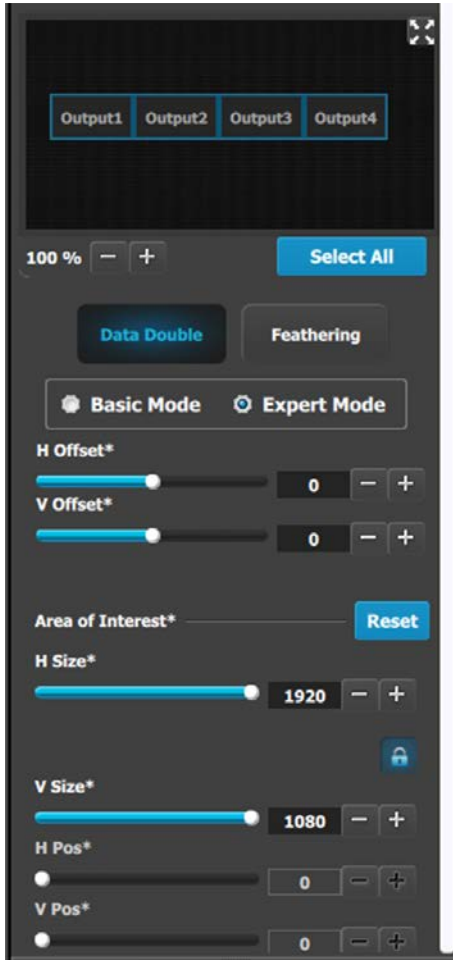 Output1 Output2 Output3 Output4
100 % Select All
Data Double Feathering
Basic Mode Expert Mode
H Offset*
0 − +
V Offset*
0 − +
Area of Interest* Reset
H Size*
1920 − +
V Size*
1080 − +
H Pos*
0 − +
V Pos*
0 − +